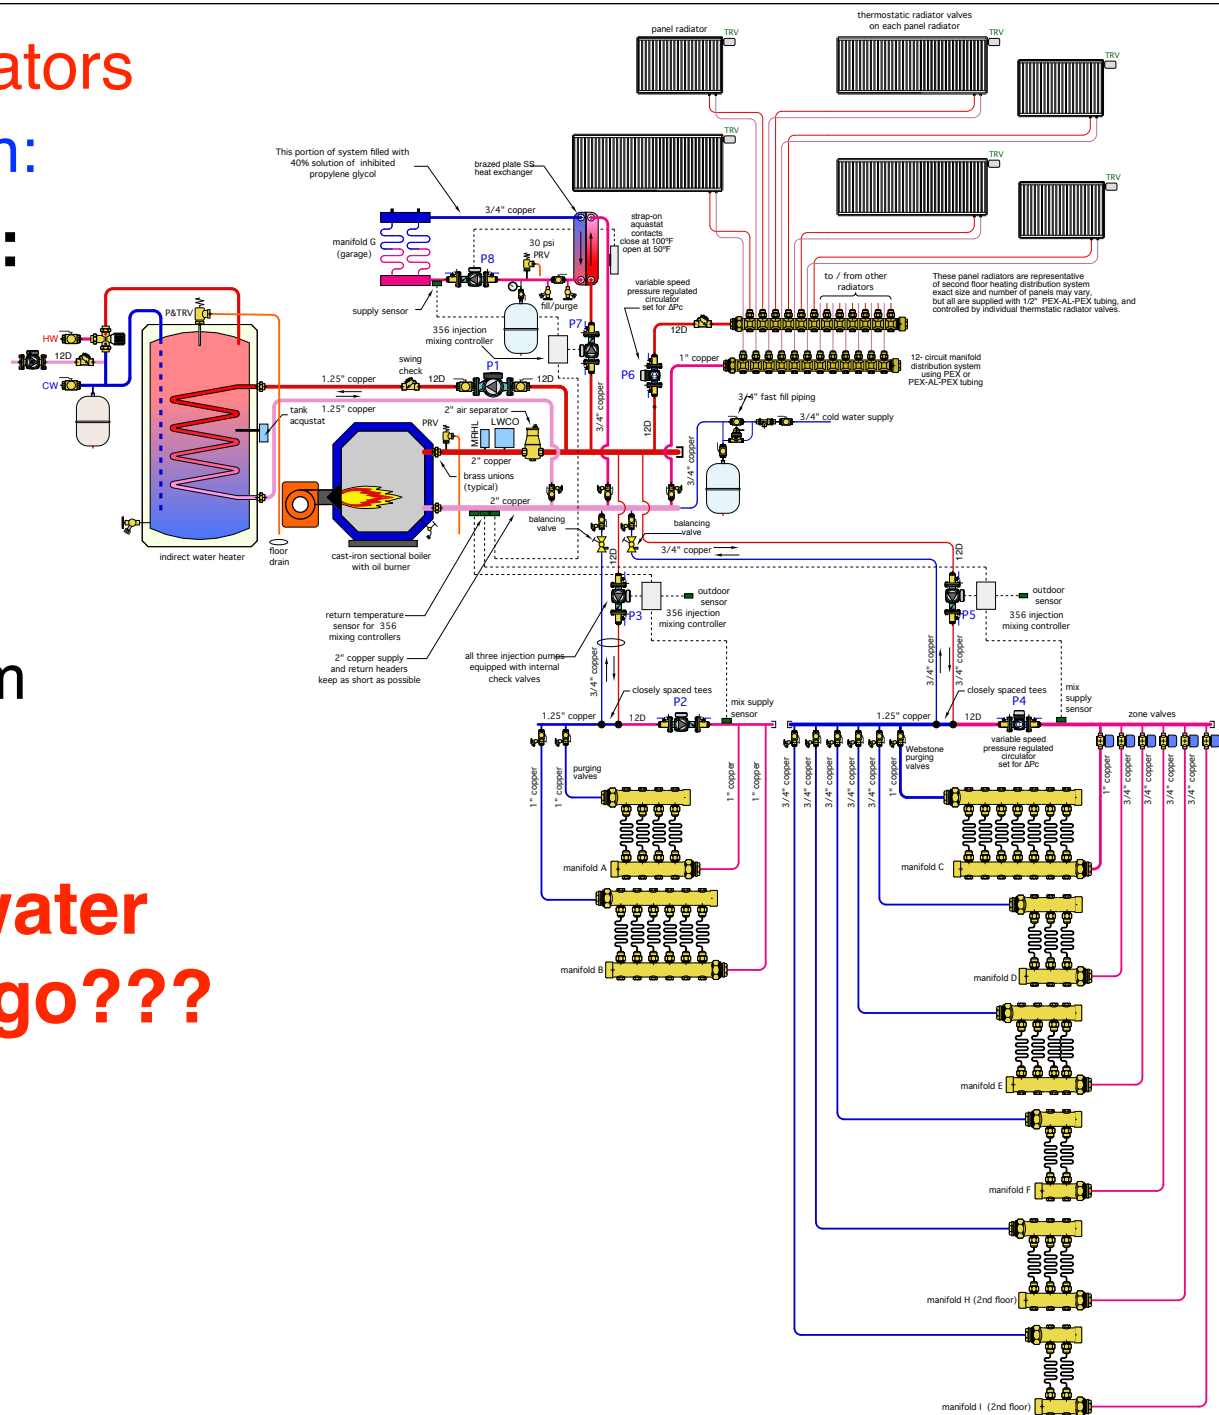 ators
n:
:
m
vater
go???
panel radiator
TRV
thermostatic radiator valves
on each panel radiator
TRV
TRV
TRV
TRV
TRV
This portion of system filled with
40% solution of inhibited
propylene glycol
brazed plate SS
heat exchanger
3/4" copper
manifold G
(garage)
P8
30 psi
PRV
strap-on
aquastat
contacts
close at 100°F
open at 50°F
supply sensor
fill/purge
P7
356 injection
mixing controller
variable speed
pressure regulated
circulator
set for ΔPc
12D
to / from other
radiators
These panel radiators are representative
of second floor heating distribution system
exact size and number of panels may vary,
but all are supplied with 1/2" PEX-AL-PEX tubing, and
controlled by individual thermstatic radiator valves.
P&TRV
HW
12D
CW
swing
check
P1
1.25" copper
12D
12D
1.25" copper
3/4" copper
P6
1" copper
12- circuit manifold
distribution system
using PEX or
PEX-AL-PEX tubing
12D
tank
acqustat
PRV
2" air separator
MRHL
LWCO
2" copper
3/4" fast fill piping
3/4" cold water supply
3/4" copper
brass unions
(typical)
2" copper
indirect water heater
floor
drain
cast-iron sectional boiler
with oil burner
balancing
valve
balancing
valve
3/4" copper
12D
12D
return temperature
sensor for 356
mixing controllers
2" copper supply
and return headers
keep as short as possible
all three injection pumps
equipped with internal
check valves
P3
outdoor
sensor
356 injection
mixing controller
P5
outdoor
sensor
356 injection
mixing controller
3/4" copper
3/4" copper
3/4" copper
closely spaced tees
P2
mix supply
sensor
1.25" copper
12D
closely spaced tees
P4
mix
supply
sensor
1.25" copper
12D
zone valves
variable speed
pressure regulated
circulator
set for ΔPc
Webstone
purging
valves
purging
valves
1" copper
1" copper
1" copper
1" copper
3/4" copper
3/4" copper
3/4" copper
3/4" copper
3/4" copper
1" copper
1" copper
3/4" copper
3/4" copper
3/4" copper
3/4" copper
manifold A
manifold B
manifold C
manifold D
manifold E
manifold F
manifold H (2nd floor)
manifold I (2nd floor)